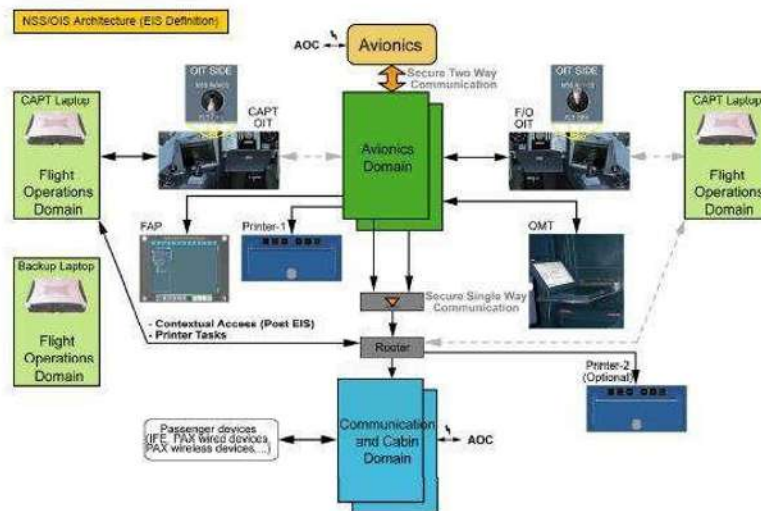 NSS/OIS Architecture (EIS Definition)
AOC
Avionics
Secure Two Way
Communication
OIT SIDE
OIT SIDE
CAPT Laptop
Flight
Operations
Domain
CAPT
OIT
Avionics
Domain
F/O
OIT
CAPT Laptop
Flight
Operations
Domain
FAP
Printer-1
OMT
Backup Laptop
Flight
Operations
Domain
Secure Single Way
Communication
- Contextual Access (Post EIS)
- Printer Tasks
Rooter
Printer-2
(Optional)
Passenger devices
(IFE, PAX wired devices,
PAX wireless devices,...)
Communication
and Cabin
Domain
AOC